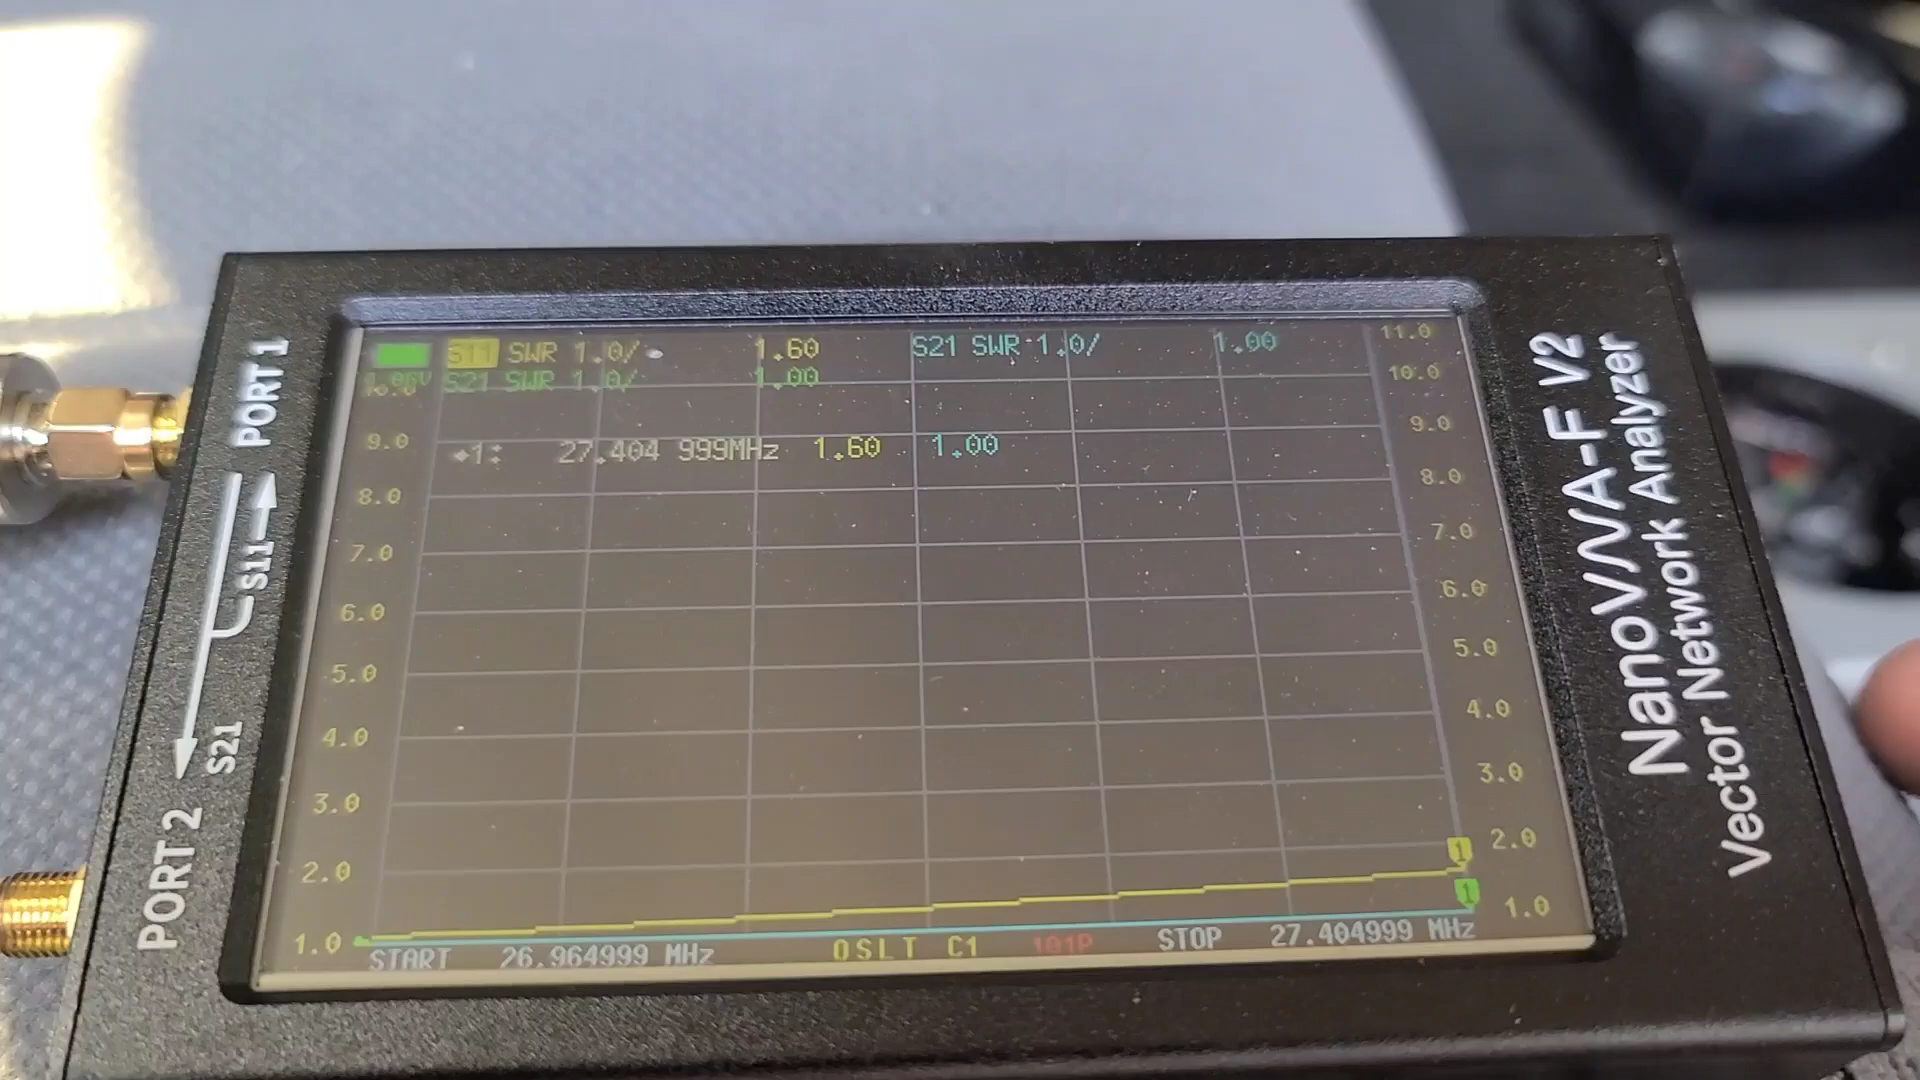 S11 SWR 1.0/ 1.60 S21 SWR 1.0/ 1.00 11.0
S21 SWR 1.0/ 1.00 10.0
9.0 9.0
1: 27.404 999MHz 1.60 1.00
8.0 8.0
7.0 7.0
6.0 6.0
5.0 5.0
4.0 4.0
3.0 3.0
2.0 2.0
1
1
1.0 1.0
START 26.964999 MHz OSLT C1 101P STOP 27.404999 MHz
PORT 1
S11
S21
PORT 2
NanoVNA-F V2
Vector Network Analyzer